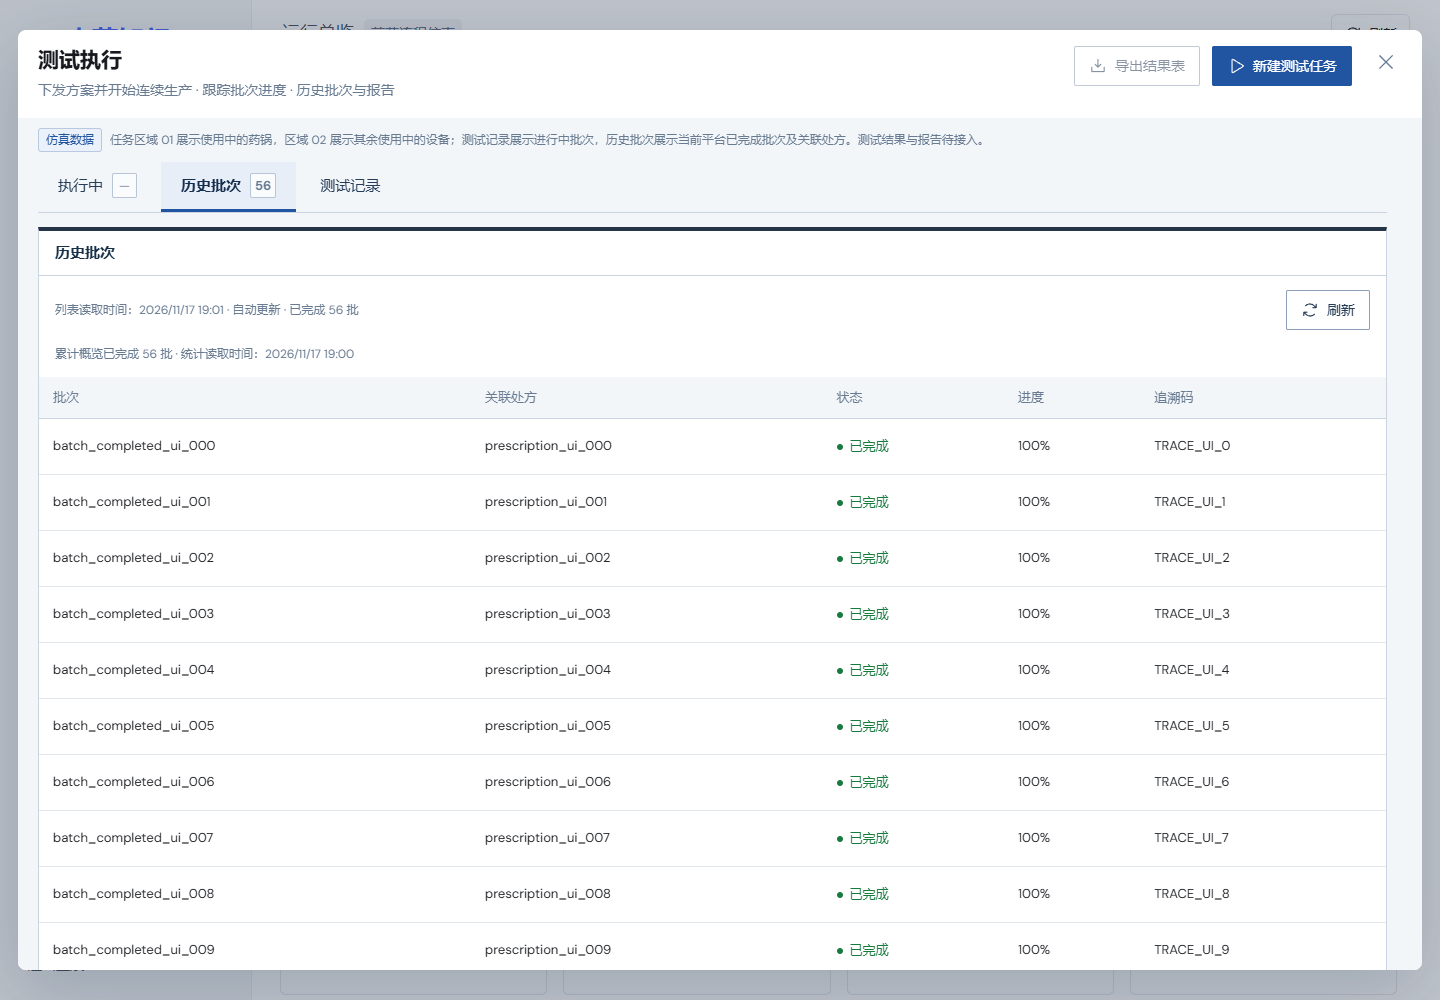 测试执行
下发方案并开始连续生产 · 跟踪批次进度 · 历史批次与报告
导出结果表
新建测试任务
仿真数据 任务区域 01 展示使用中的药锅，区域 02 展示其余使用中的设备；测试记录展示进行中批次，历史批次展示当前平台已完成批次及关联处方。测试结果与报告待接入。
执行中 — 历史批次 56 测试记录
历史批次
列表读取时间：2026/11/17 19:01 · 自动更新 · 已完成 56 批
刷新
累计概览已完成 56 批 · 统计读取时间：2026/11/17 19:00
批次 关联处方 状态 进度 追溯码
batch_completed_ui_000 prescription_ui_000 已完成 100% TRACE_UI_0
batch_completed_ui_001 prescription_ui_001 已完成 100% TRACE_UI_1
batch_completed_ui_002 prescription_ui_002 已完成 100% TRACE_UI_2
batch_completed_ui_003 prescription_ui_003 已完成 100% TRACE_UI_3
batch_completed_ui_004 prescription_ui_004 已完成 100% TRACE_UI_4
batch_completed_ui_005 prescription_ui_005 已完成 100% TRACE_UI_5
batch_completed_ui_006 prescription_ui_006 已完成 100% TRACE_UI_6
batch_completed_ui_007 prescription_ui_007 已完成 100% TRACE_UI_7
batch_completed_ui_008 prescription_ui_008 已完成 100% TRACE_UI_8
batch_completed_ui_009 prescription_ui_009 已完成 100% TRACE_UI_9